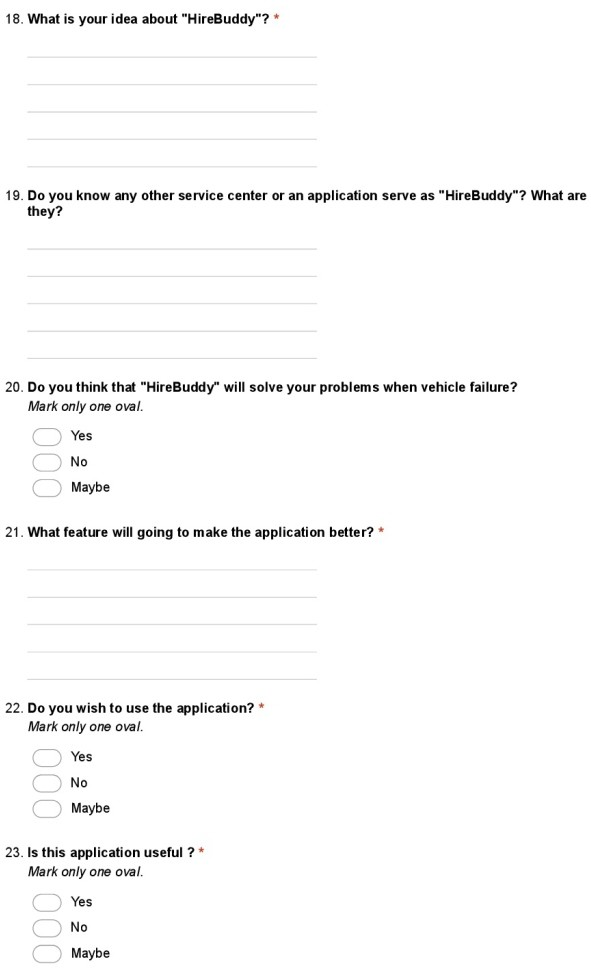 18. What is your idea about "HireBuddy"? *
19. Do you know any other service center or an application serve as "HireBuddy"? What are
they?
20. Do you think that "HireBuddy" will solve your problems when vehicle failure?
Mark only one oval.
Yes
No
Maybe
21. What feature will going to make the application better? *
22. Do you wish to use the application? *
Mark only one oval.
Yes
No
Maybe
23. Is this application useful ? *
Mark only one oval.
Yes
No
Maybe